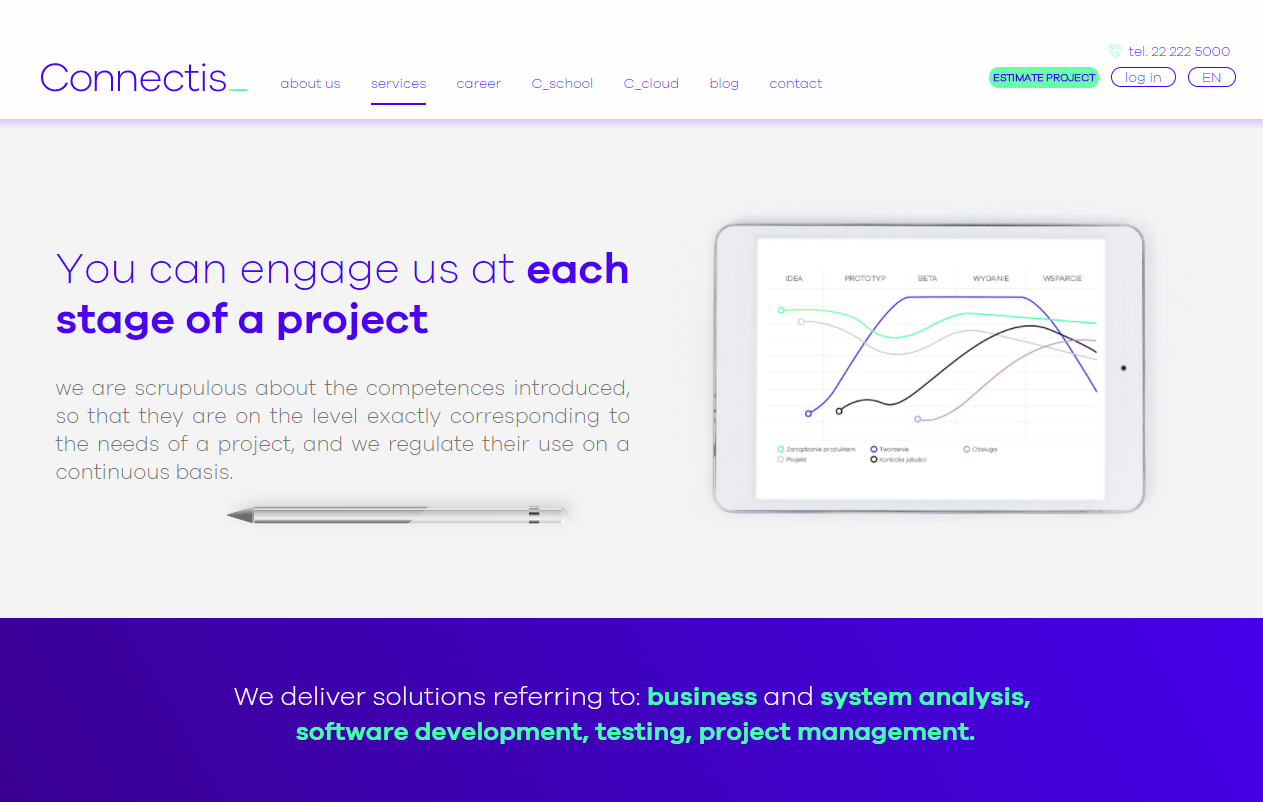 tel. 22 222 5000
Connectis_
about us services career C_school C_cloud blog contact
ESTIMATE PROJECT log in EN
You can engage us at each
stage of a project
we are scrupulous about the competences introduced,
so that they are on the level exactly corresponding to
the needs of a project, and we regulate their use on a
continuous basis.
IDEA PROTOTYP BETA WYDANIE WSPARCIE
Zarządzanie produktem Tworzenie Obsługa
Projekt Kontrola jakości
We deliver solutions referring to: business and system analysis,
software development, testing, project management.